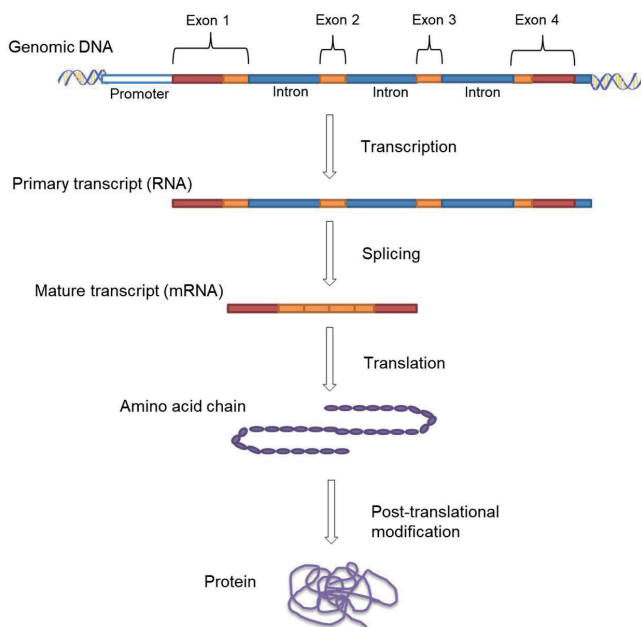 Exon 1
Exon 2
Exon 3
Exon 4
Genomic DNA
Promoter
Intron
Intron
Intron
Transcription
Primary transcript (RNA)
Splicing
Mature transcript (mRNA)
Translation
Amino acid chain
Post-translational
modification
Protein